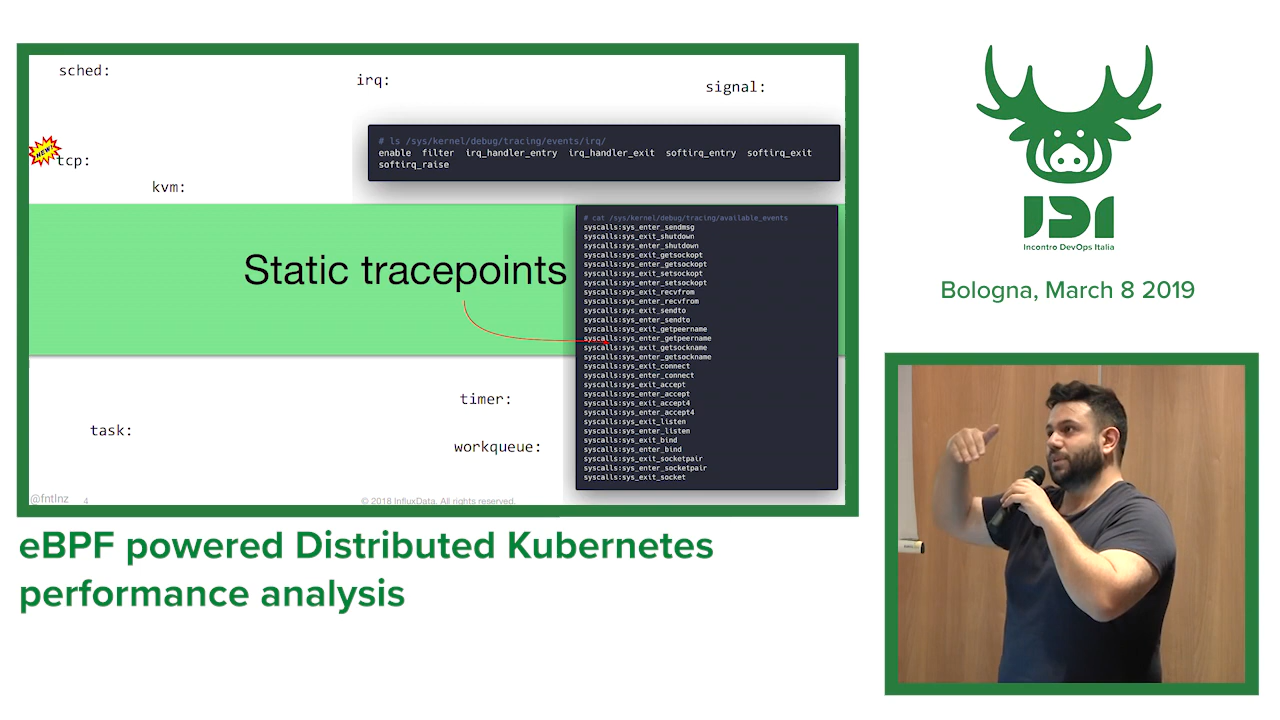 sched:
irq:
signal:
NEW!
tcp:
kvm:
# ls /sys/kernel/debug/tracing/events/irq/
enable filter irq_handler_entry irq_handler_exit softirq_entry softirq_exit
softirq_raise
Static tracepoints
# cat /sys/kernel/debug/tracing/available_events
syscalls:sys_enter_sendmsg
syscalls:sys_exit_shutdown
syscalls:sys_enter_shutdown
syscalls:sys_exit_getsockopt
syscalls:sys_enter_getsockopt
syscalls:sys_exit_setsockopt
syscalls:sys_enter_setsockopt
syscalls:sys_exit_recvfrom
syscalls:sys_enter_recvfrom
syscalls:sys_exit_sendto
syscalls:sys_enter_sendto
syscalls:sys_exit_getpeername
syscalls:sys_enter_getpeername
syscalls:sys_exit_getsockname
syscalls:sys_enter_getsockname
syscalls:sys_exit_connect
syscalls:sys_enter_connect
syscalls:sys_exit_accept
syscalls:sys_enter_accept
syscalls:sys_exit_accept4
syscalls:sys_enter_accept4
syscalls:sys_exit_listen
syscalls:sys_enter_listen
syscalls:sys_exit_bind
syscalls:sys_enter_bind
syscalls:sys_exit_socketpair
syscalls:sys_enter_socketpair
syscalls:sys_exit_socket
timer:
task:
workqueue:
@fntlnz 4
© 2018 InfluxData. All rights reserved.
eBPF powered Distributed Kubernetes
performance analysis
IDI
Incontro DevOps Italia
Bologna, March 8 2019